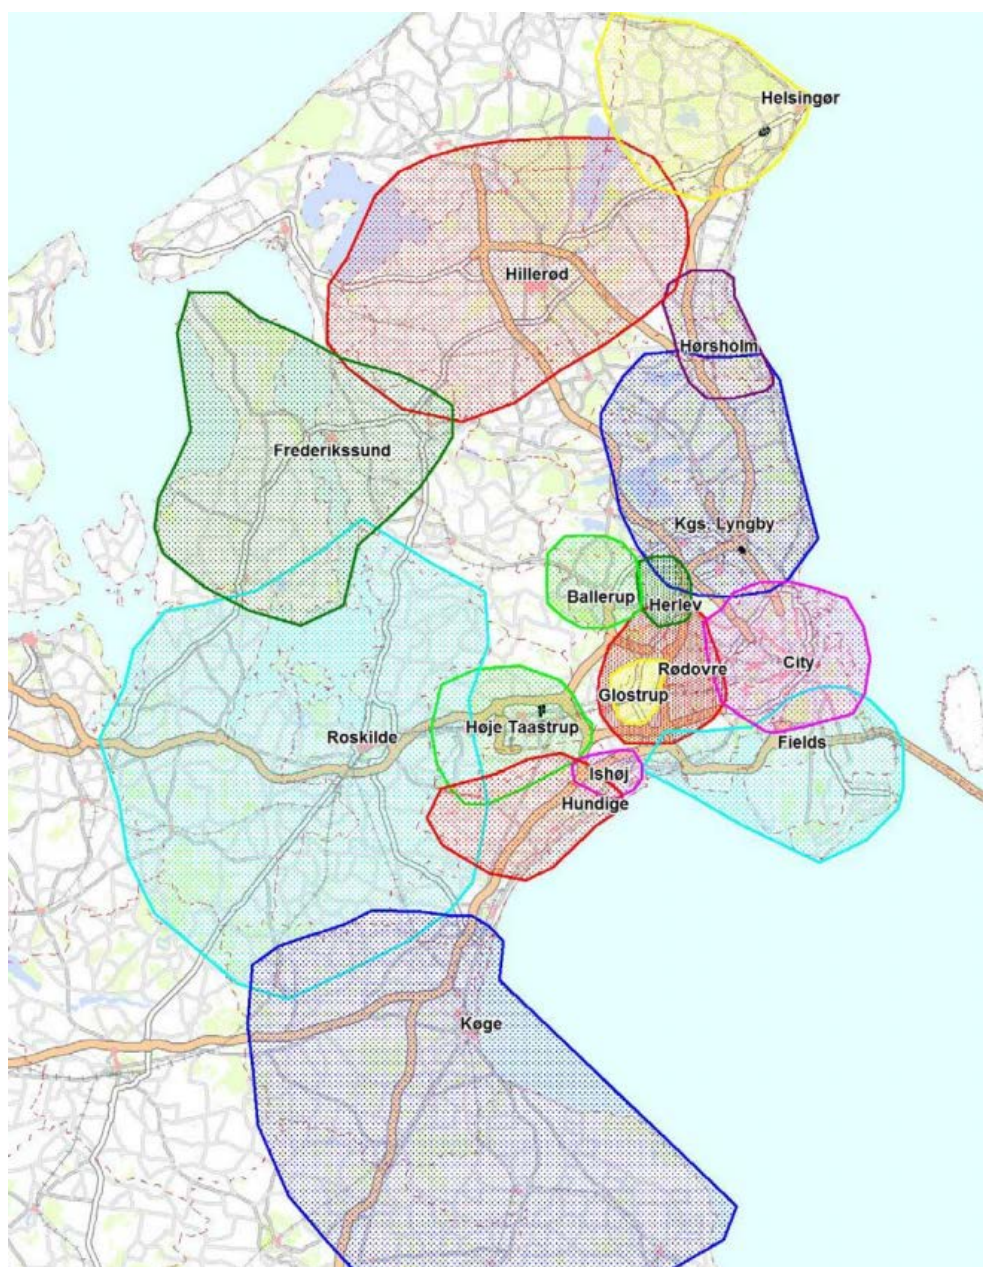 Helsingør
Hillerød
Hørsholm
Frederikssund
Kgs. Lyngby
Ballerup
Herlev
City
Rødovre
Glostrup
Høje Taastrup
Roskilde
Fields
Ishøj
Hundige
Køge